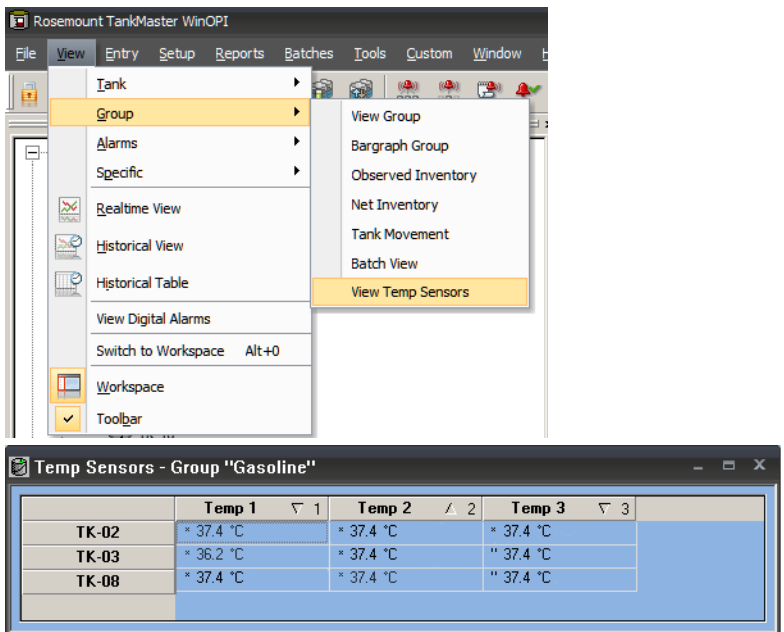 Rosemount TankMaster WinOPI
File View Entry Setup Reports Batches Tools Custom Window
Tank
Group
Alarms
Specific
Realtime View
Historical View
Historical Table
View Digital Alarms
Switch to Workspace Alt+0
Workspace
Toolbar
View Group
Bargraph Group
Observed Inventory
Net Inventory
Tank Movement
Batch View
View Temp Sensors
Temp Sensors - Group "Gasoline"
Temp 1 1 Temp 2 2 Temp 3 3
TK-02 * 37.4 °C * 37.4 °C * 37.4 °C
TK-03 * 36.2 °C * 37.4 °C " 37.4 °C
TK-08 * 37.4 °C * 37.4 °C " 37.4 °C